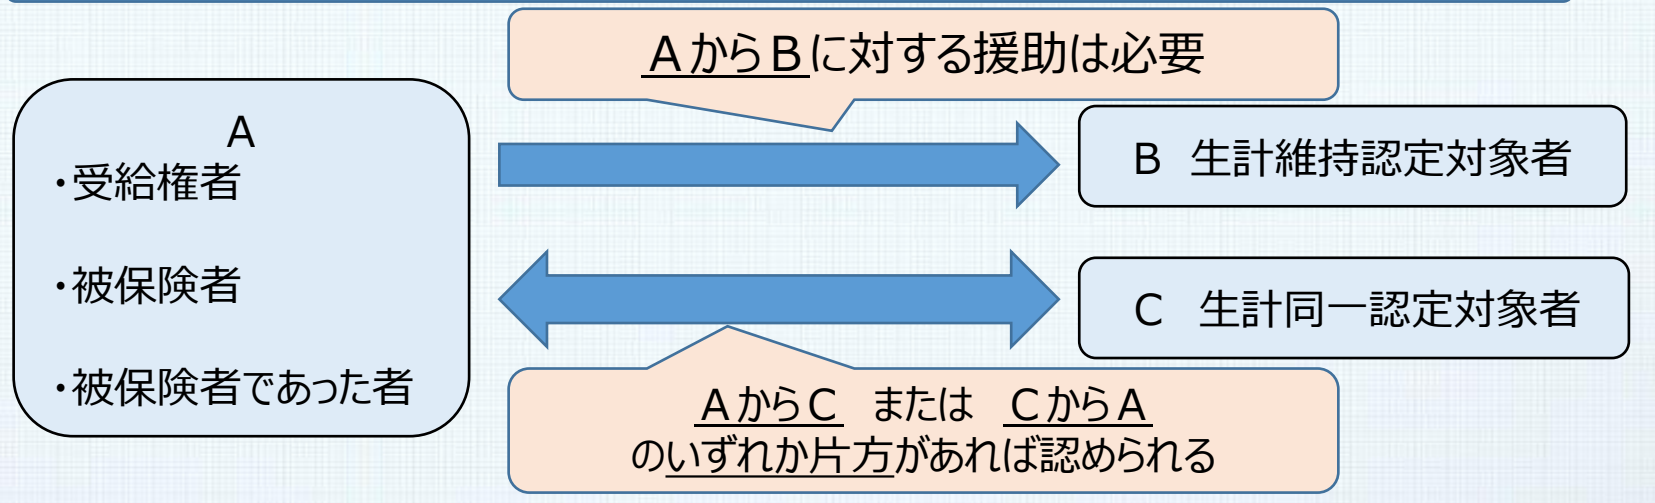 AからBに対する援助は必要
A
・受給権者
・被保険者
・被保険者であった者
B 生計維持認定対象者
C 生計同一認定対象者
AからC または CからA
のいずれか片方があれば認められる